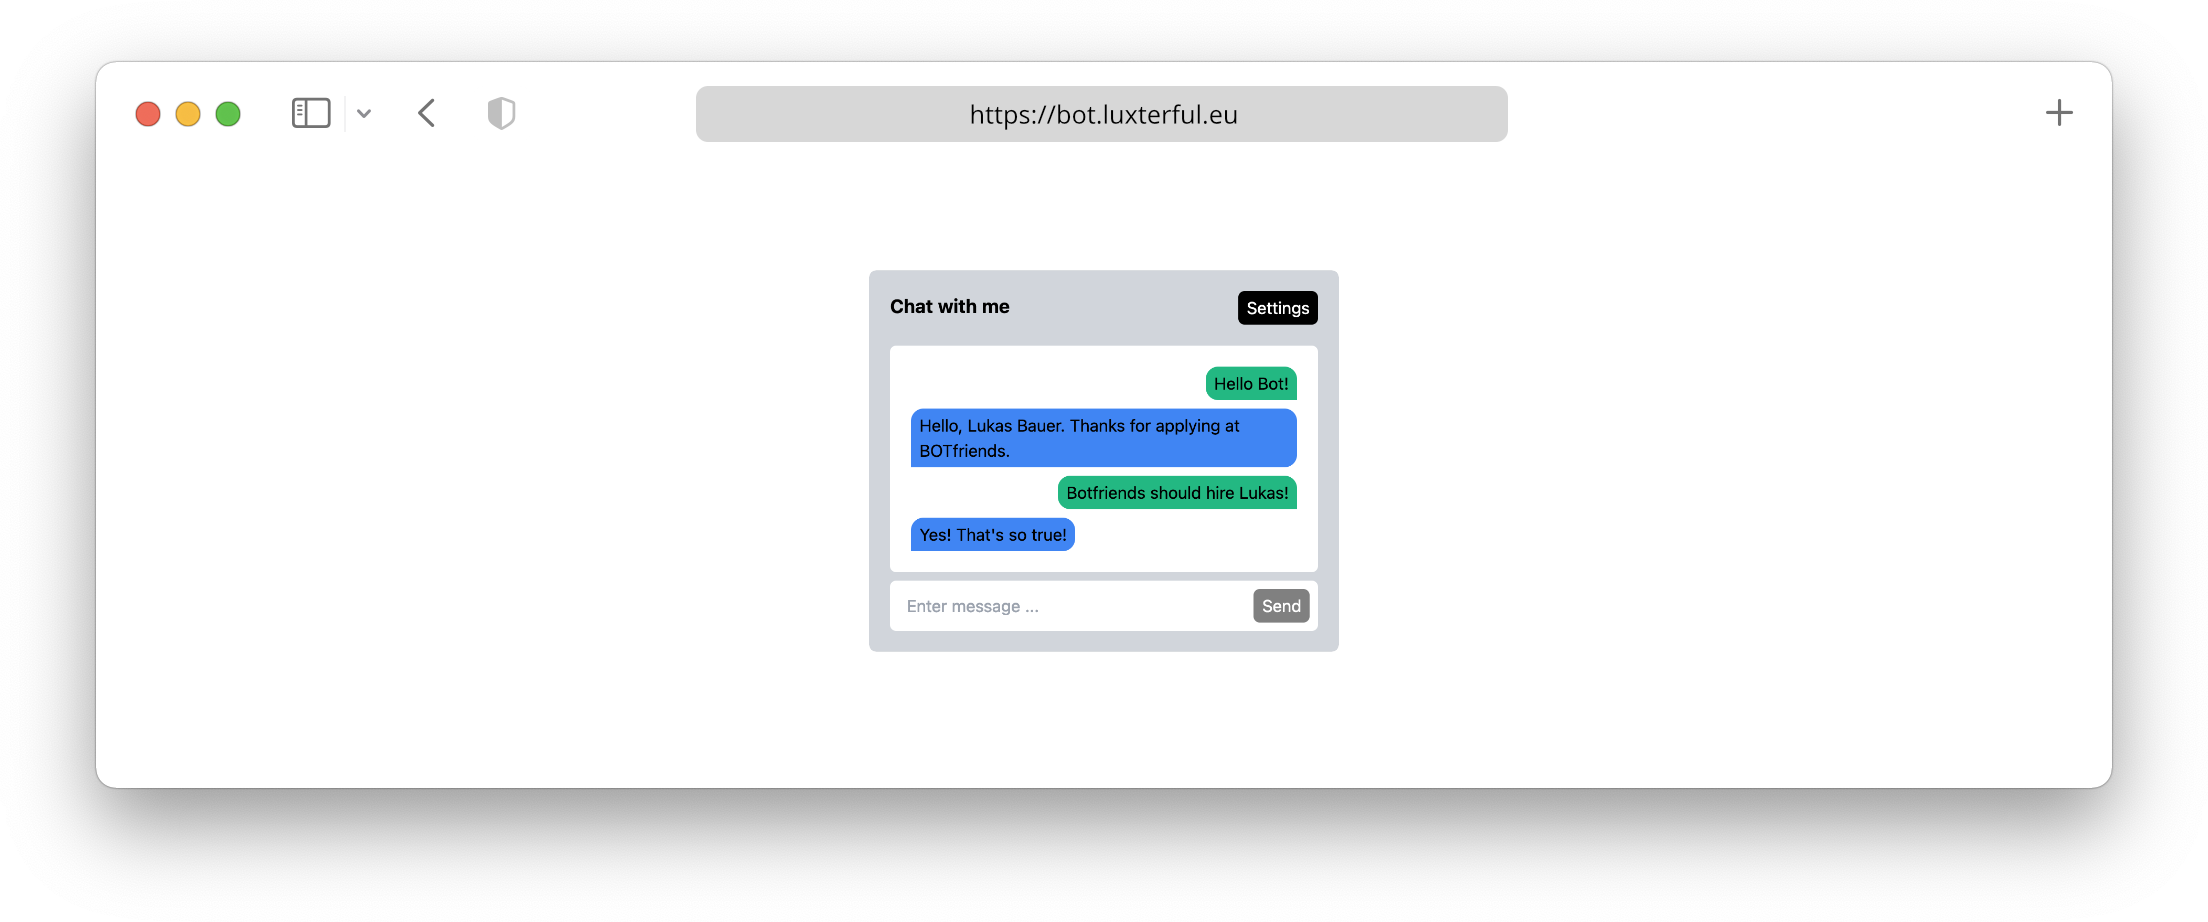 https://bot.luxterful.eu
Chat with me
Settings
Hello Bot!
Hello, Lukas Bauer. Thanks for applying at
BOTfriends.
Botfriends should hire Lukas!
Yes! That's so true!
Enter message ...
Send